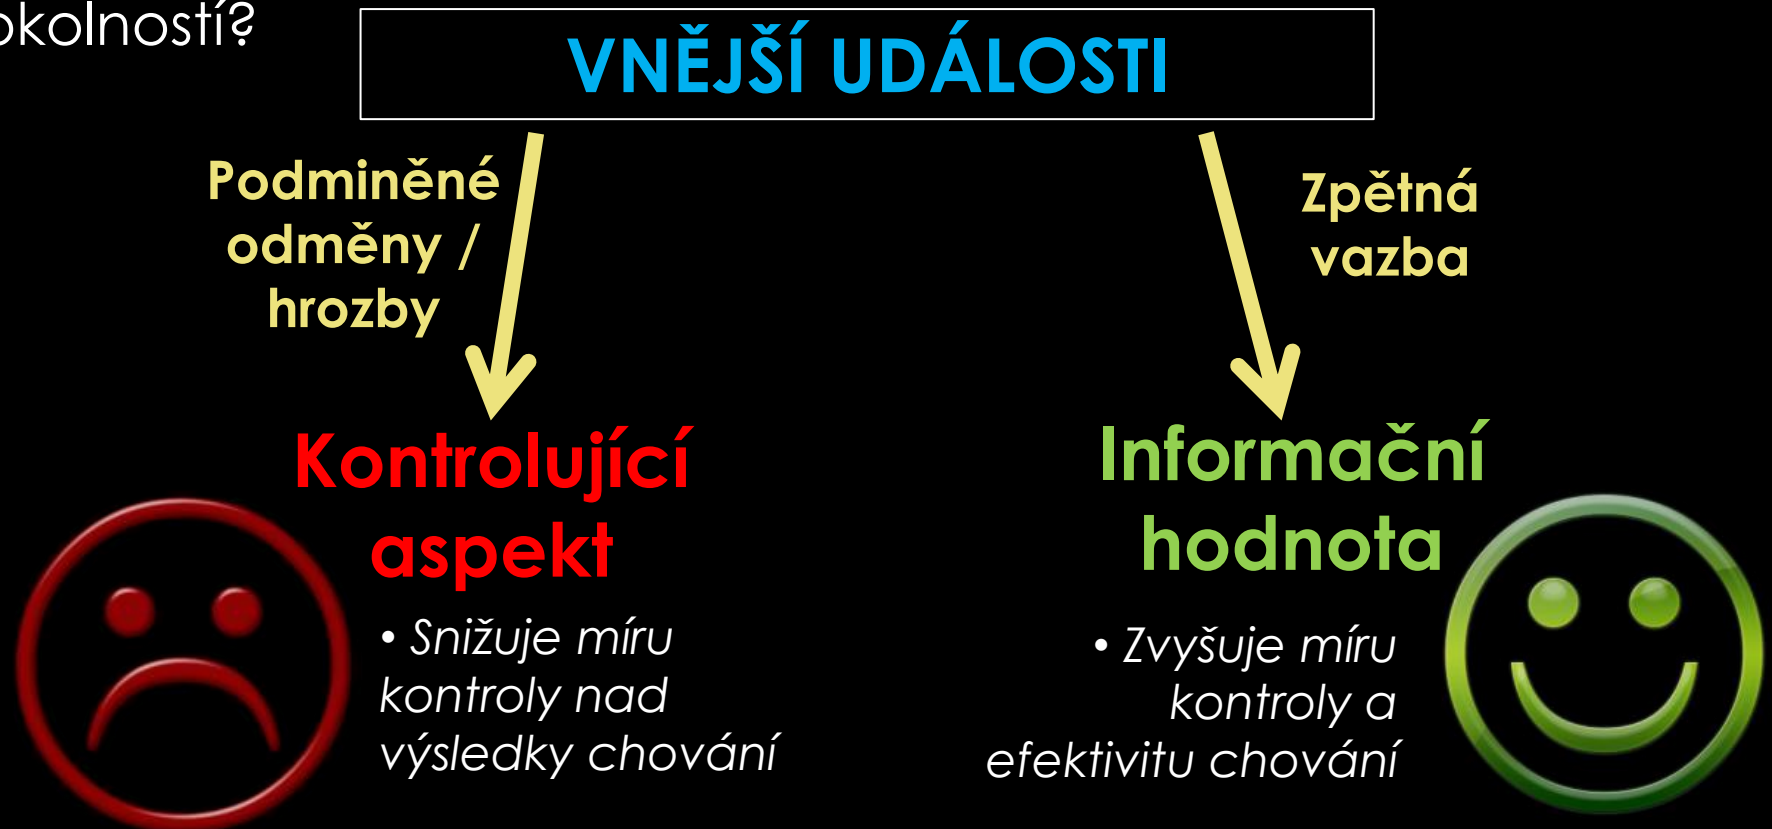 okolností?
VNĚJŠÍ UDÁLOSTI
Podminěné
odměny /
hrozby
Zpětná
vazba
Kontrolující
aspekt
• Snižuje míru
kontroly nad
výsledky chování
Informační
hodnota
• Zvyšuje míru
kontroly a
efektivitu chování